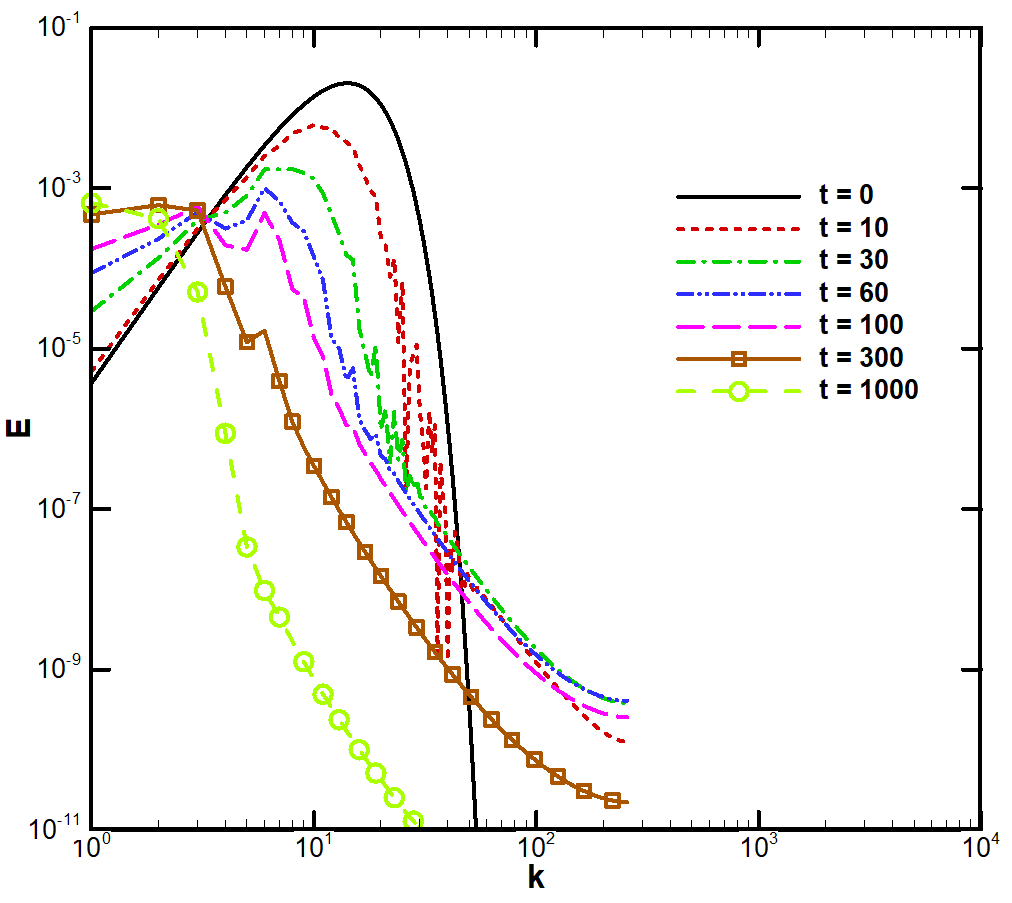 10⁻¹
10⁻³
10⁻⁵
10⁻⁷
10⁻⁹
10⁻¹¹
E
t = 0
t = 10
t = 30
t = 60
t = 100
t = 300
t = 1000
10⁰ 10¹ 10² 10³ 10⁴
k